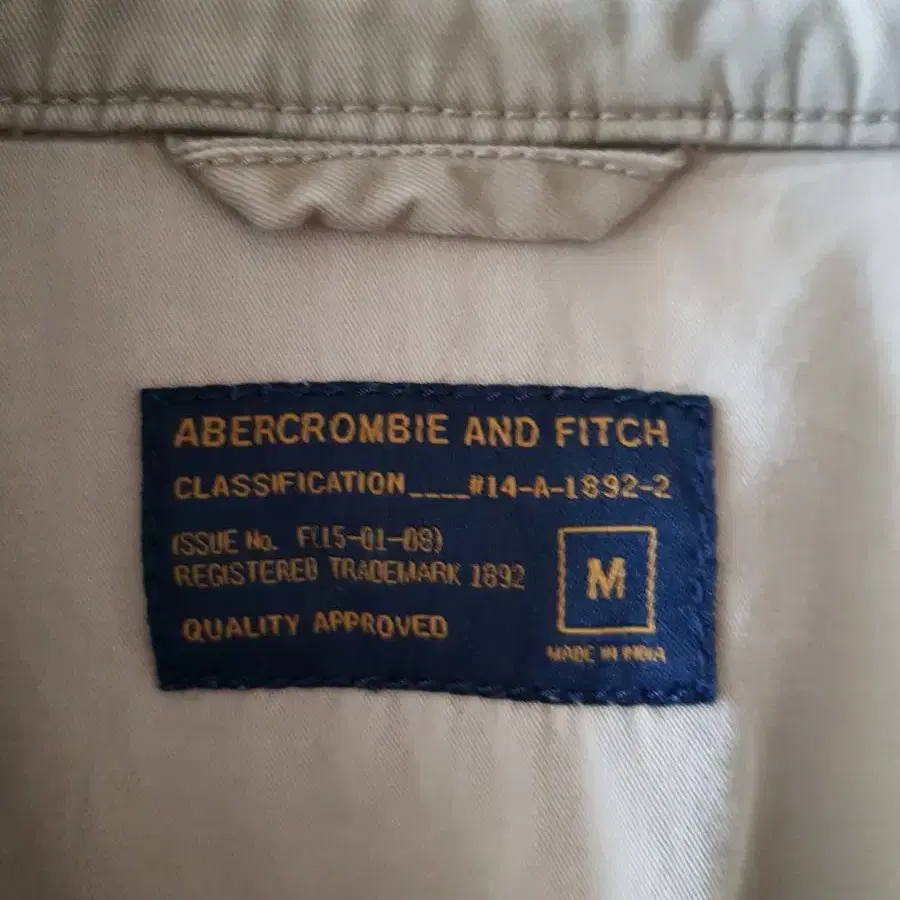 ABERCROMBIE AND FITCH
CLASSIFICATION____#14-A-1892-2
ISSUE No. F(15-01-08)
REGISTERED TRADEMARK 1892
M
QUALITY APPROVED
MADE IN INDIA